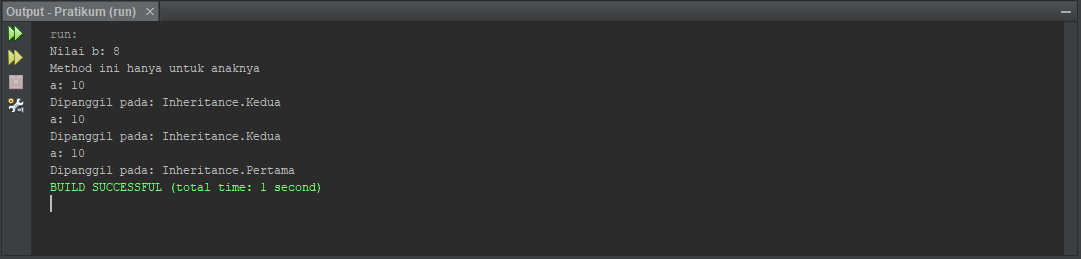 Output - Pratikum (run)
run:
Nilai b: 8
Method ini hanya untuk anaknya
a: 10
Dipanggil pada: Inheritance.Kedua
a: 10
Dipanggil pada: Inheritance.Kedua
a: 10
Dipanggil pada: Inheritance.Pertama
BUILD SUCCESSFUL (total time: 1 second)